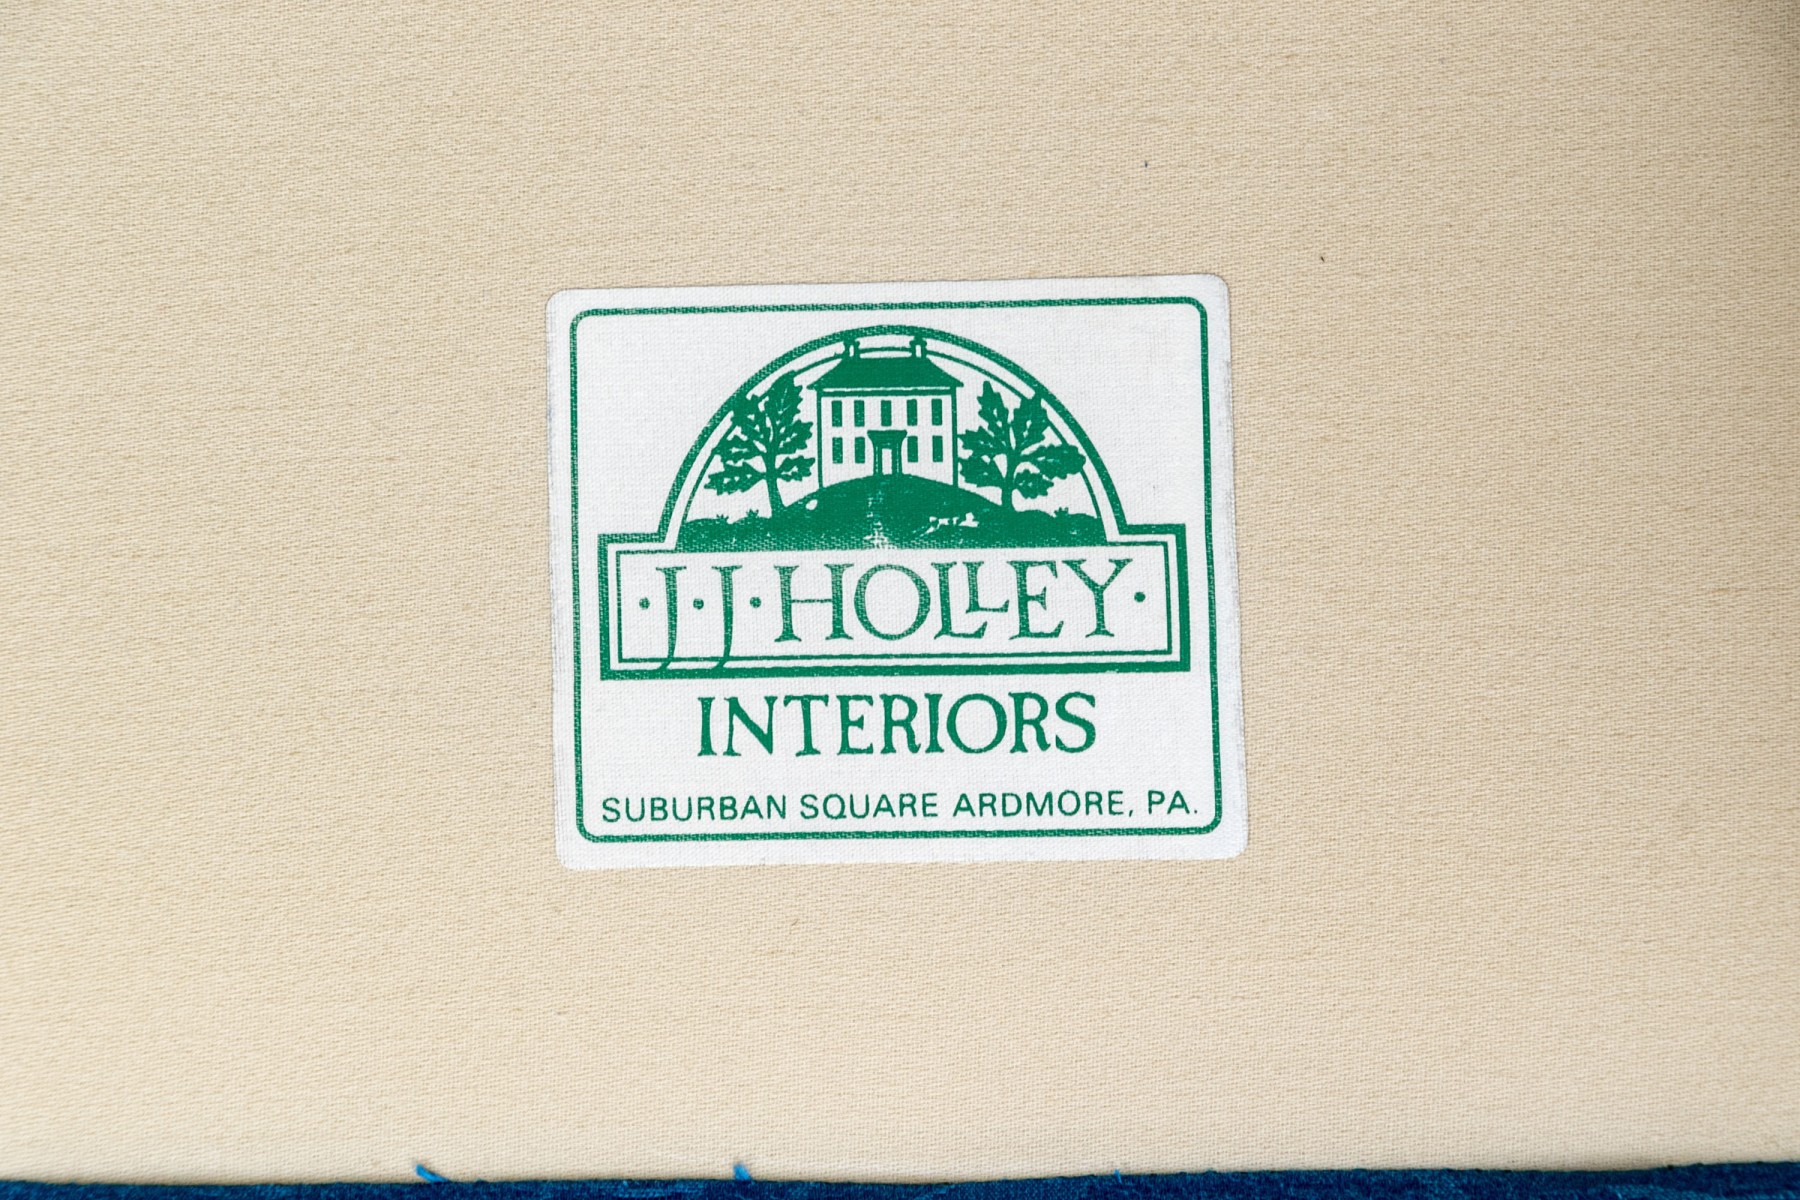 · J · J · HOLLEY ·
INTERIORS
SUBURBAN SQUARE ARDMORE, PA.